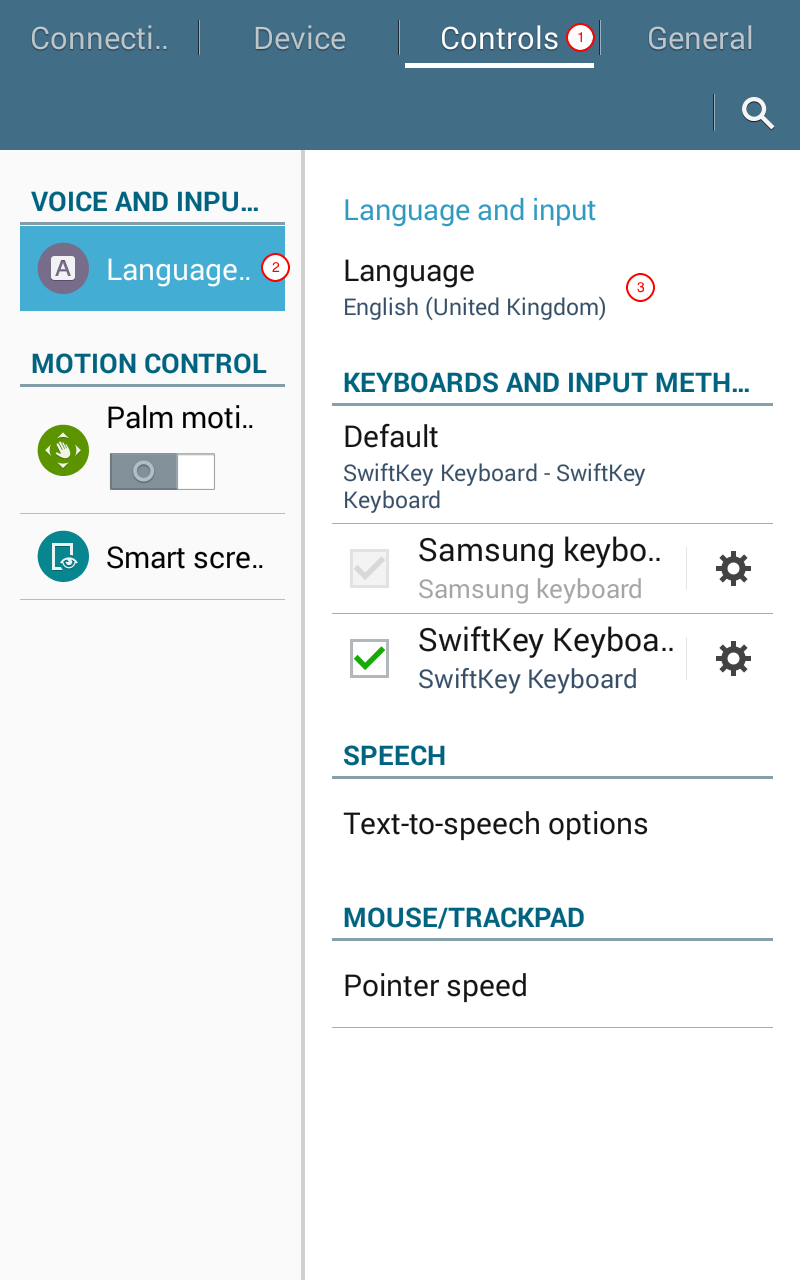 Connecti..
Device
Controls
1
General
VOICE AND INPU...
A
Language..
2
MOTION CONTROL
Palm moti..
Smart scre..
Language and input
Language
English (United Kingdom)
3
KEYBOARDS AND INPUT METH...
Default
SwiftKey Keyboard - SwiftKey
Keyboard
Samsung keybo..
Samsung keyboard
SwiftKey Keyboa..
SwiftKey Keyboard
SPEECH
Text-to-speech options
MOUSE/TRACKPAD
Pointer speed